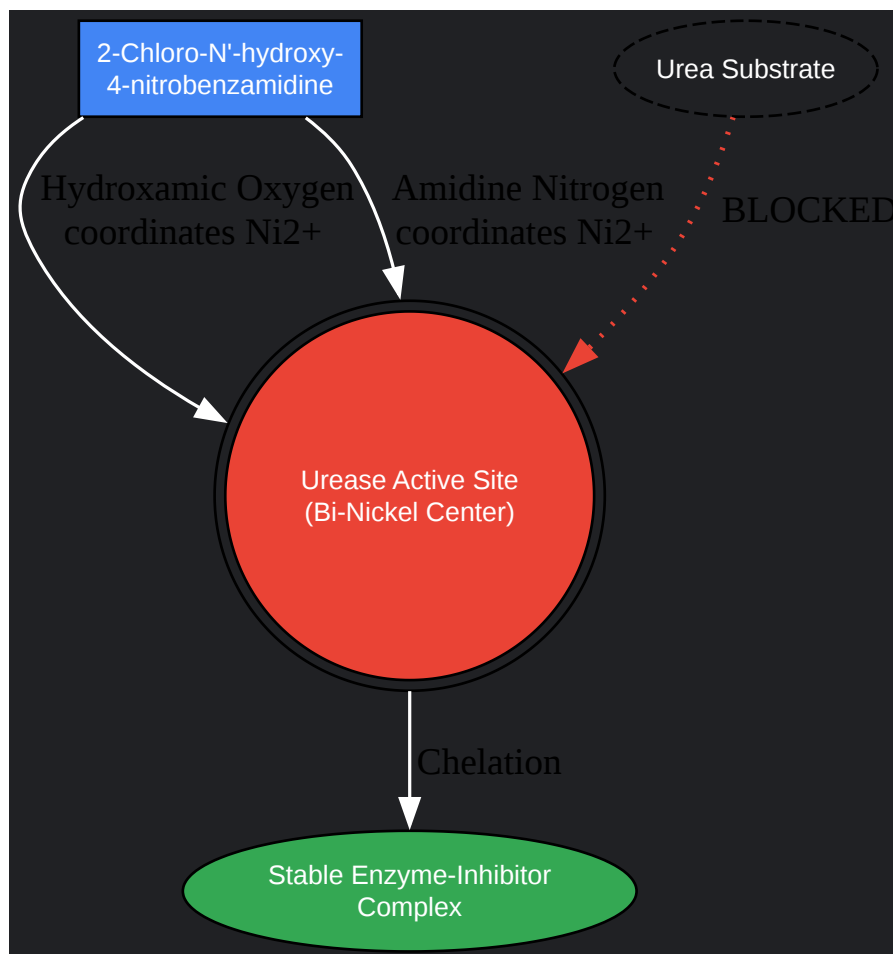 2-Chloro-N'-hydroxy-
4-nitrobenzamidine
Urea Substrate
Hydroxamic Oxygen
coordinates Ni2+
Amidine Nitrogen
coordinates Ni2+
BLOCKED
Urease Active Site
(Bi-Nickel Center)
Chelation
Stable Enzyme-Inhibitor
Complex